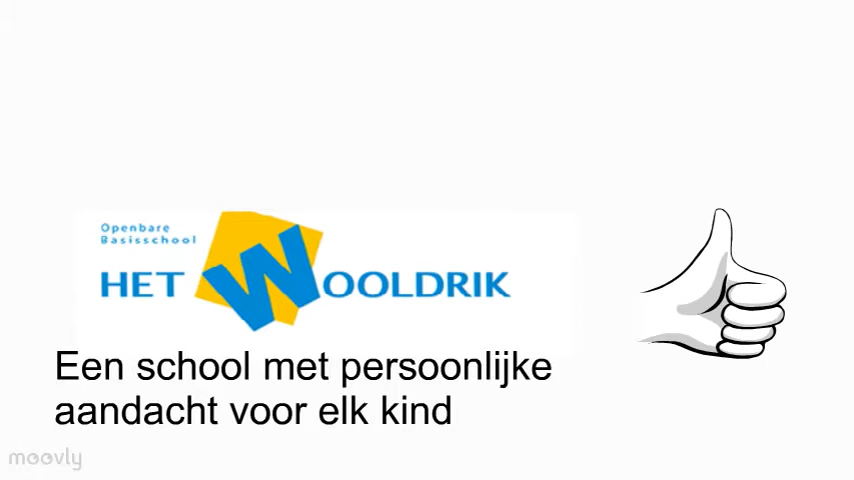 Openbare
Basisschool
HET WOOLDRIK
Een school met persoonlijke
aandacht voor elk kind
moovly